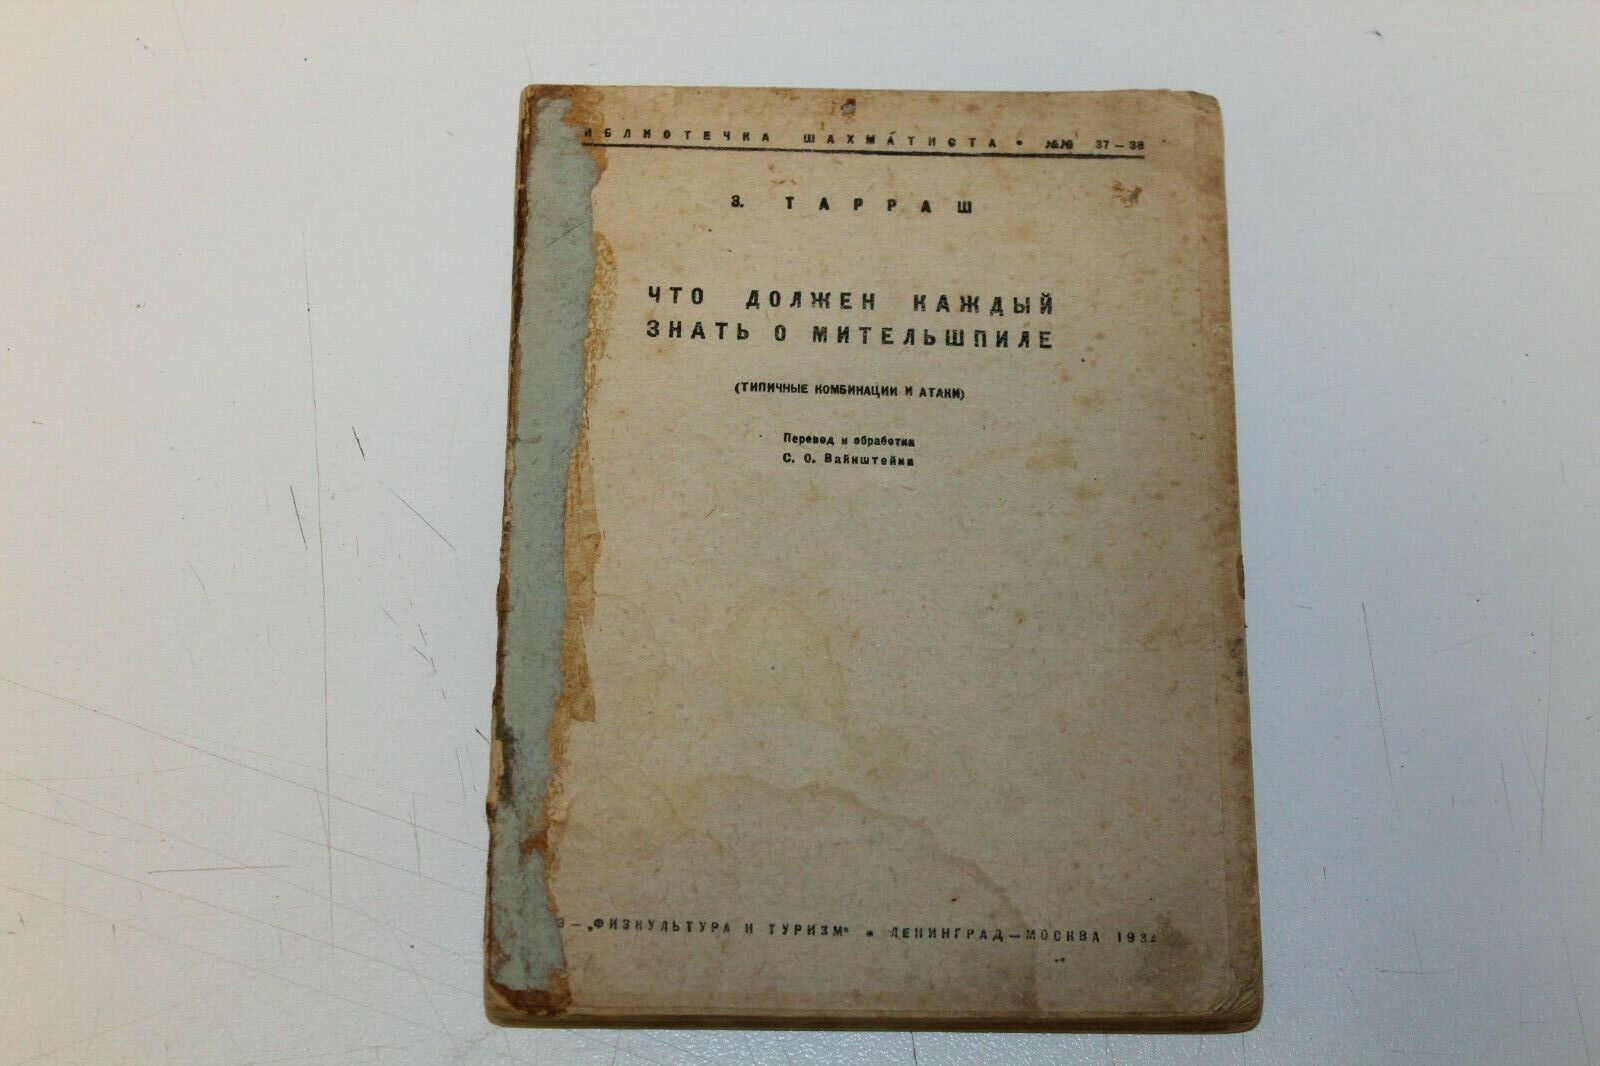 ИБЛИОТЕЧКА ШАХМАТИСТА • №№ 37–38
З. ТАРРАШ
ЧТО ДОЛЖЕН КАЖДЫЙ
ЗНАТЬ О МИТЕЛЬШПИЛЕ
(ТИПИЧНЫЕ КОМБИНАЦИИ И АТАКИ)
Перевод и обработка
С. О. Вайнштейна
„ФИЗКУЛЬТУРА И ТУРИЗМ" • ЛЕНИНГРАД—МОСКВА